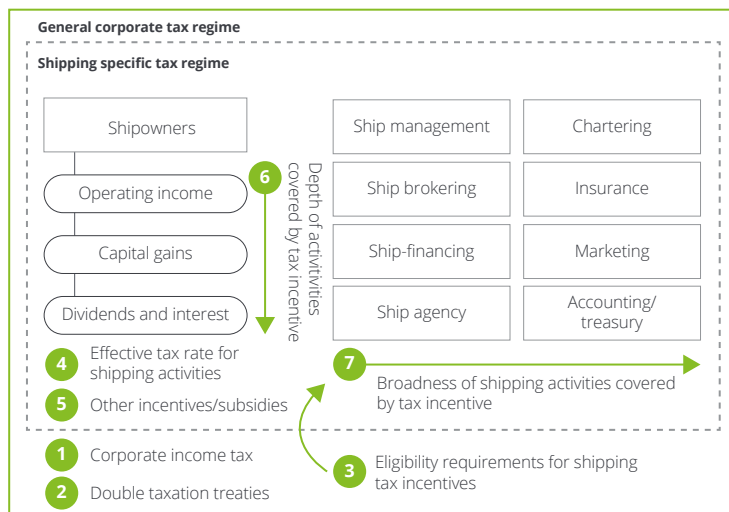 General corporate tax regime
Shipping specific tax regime
Shipowners
Operating income
Capital gains
Dividends and interest
6
Depth of activitities
covered by tax incentive
Ship management
Chartering
Ship brokering
Insurance
Ship-financing
Marketing
Ship agency
Accounting/
treasury
4
Effective tax rate for
shipping activities
5
Other incentives/subsidies
7
Broadness of shipping activities covered
by tax incentive
1
Corporate income tax
2
Double taxation treaties
3
Eligibility requirements for shipping
tax incentives